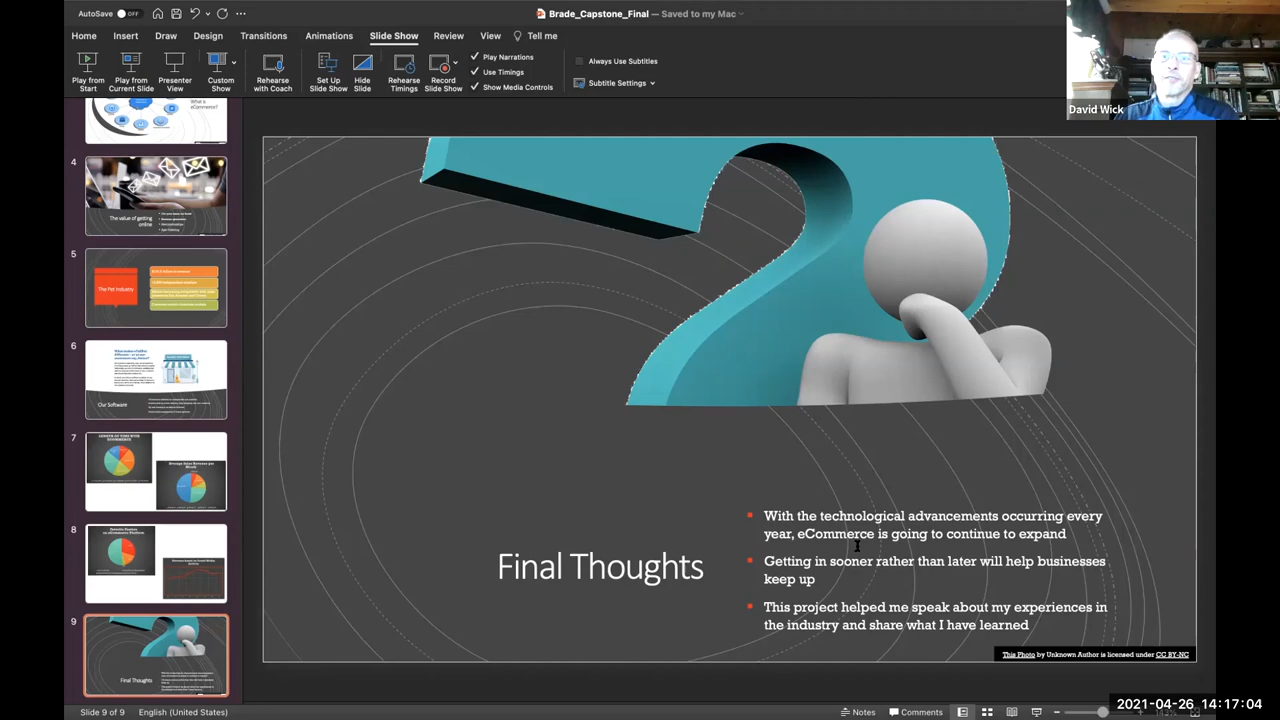 AutoSave OFF
Brade_Capstone_Final — Saved to my Mac
Home Insert Draw Design Transitions Animations Slide Show Review View Tell me
Play from Start
Play from Current Slide
Presenter View
Custom Show
Rehearse with Coach
Set Up Slide Show
Hide Slide
Rehearse Timings
Record Slide Show
Play Narrations
Use Timings
Show Media Controls
Always Use Subtitles
Subtitle Settings
David Wick
What is
eCommerce?
4
The value of getting
online
5
The Pet Industry
6
Our Software
7
8
9
Final Thoughts
Final Thoughts
With the technological advancements occurring every
year, ecommerce is going to continue to expand
Getting online sooner than later will help businesses
keep up
This project helped me speak about my experiences in
the industry and share what I have learned
This Photo by Unknown Author is licensed under CC BY-NC
Slide 9 of 9 English (United States)
Notes Comments
2021-04-26 14:17:04